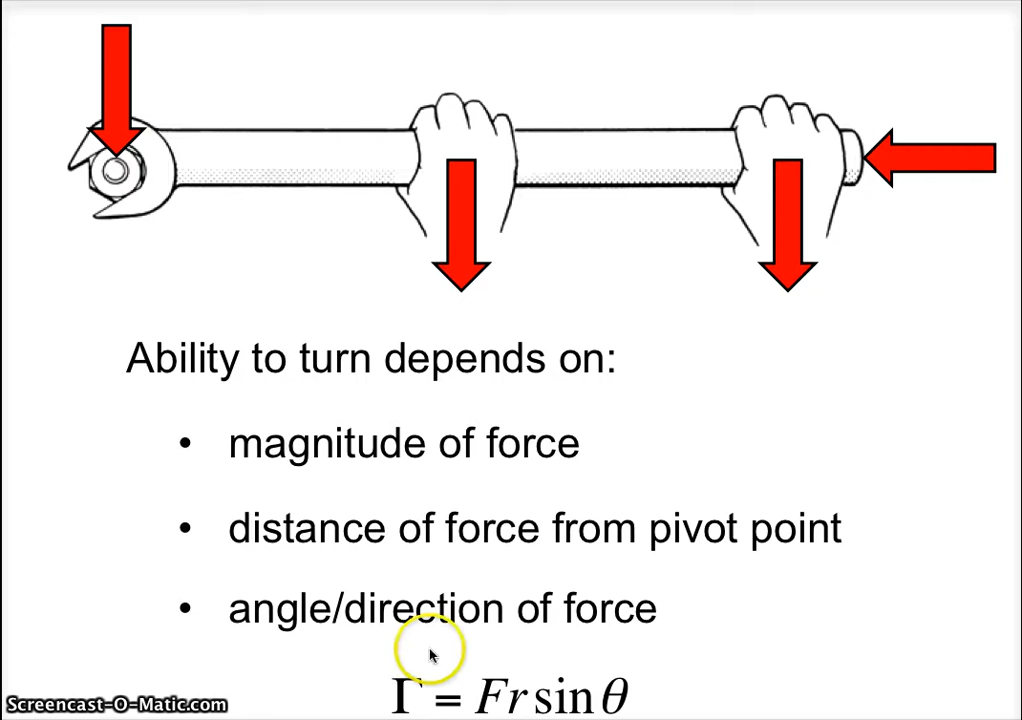 Ability to turn depends on:
• magnitude of force
• distance of force from pivot point
• angle/direction of force
Γ = Fr sin θ
Screencast-O-Matic.com